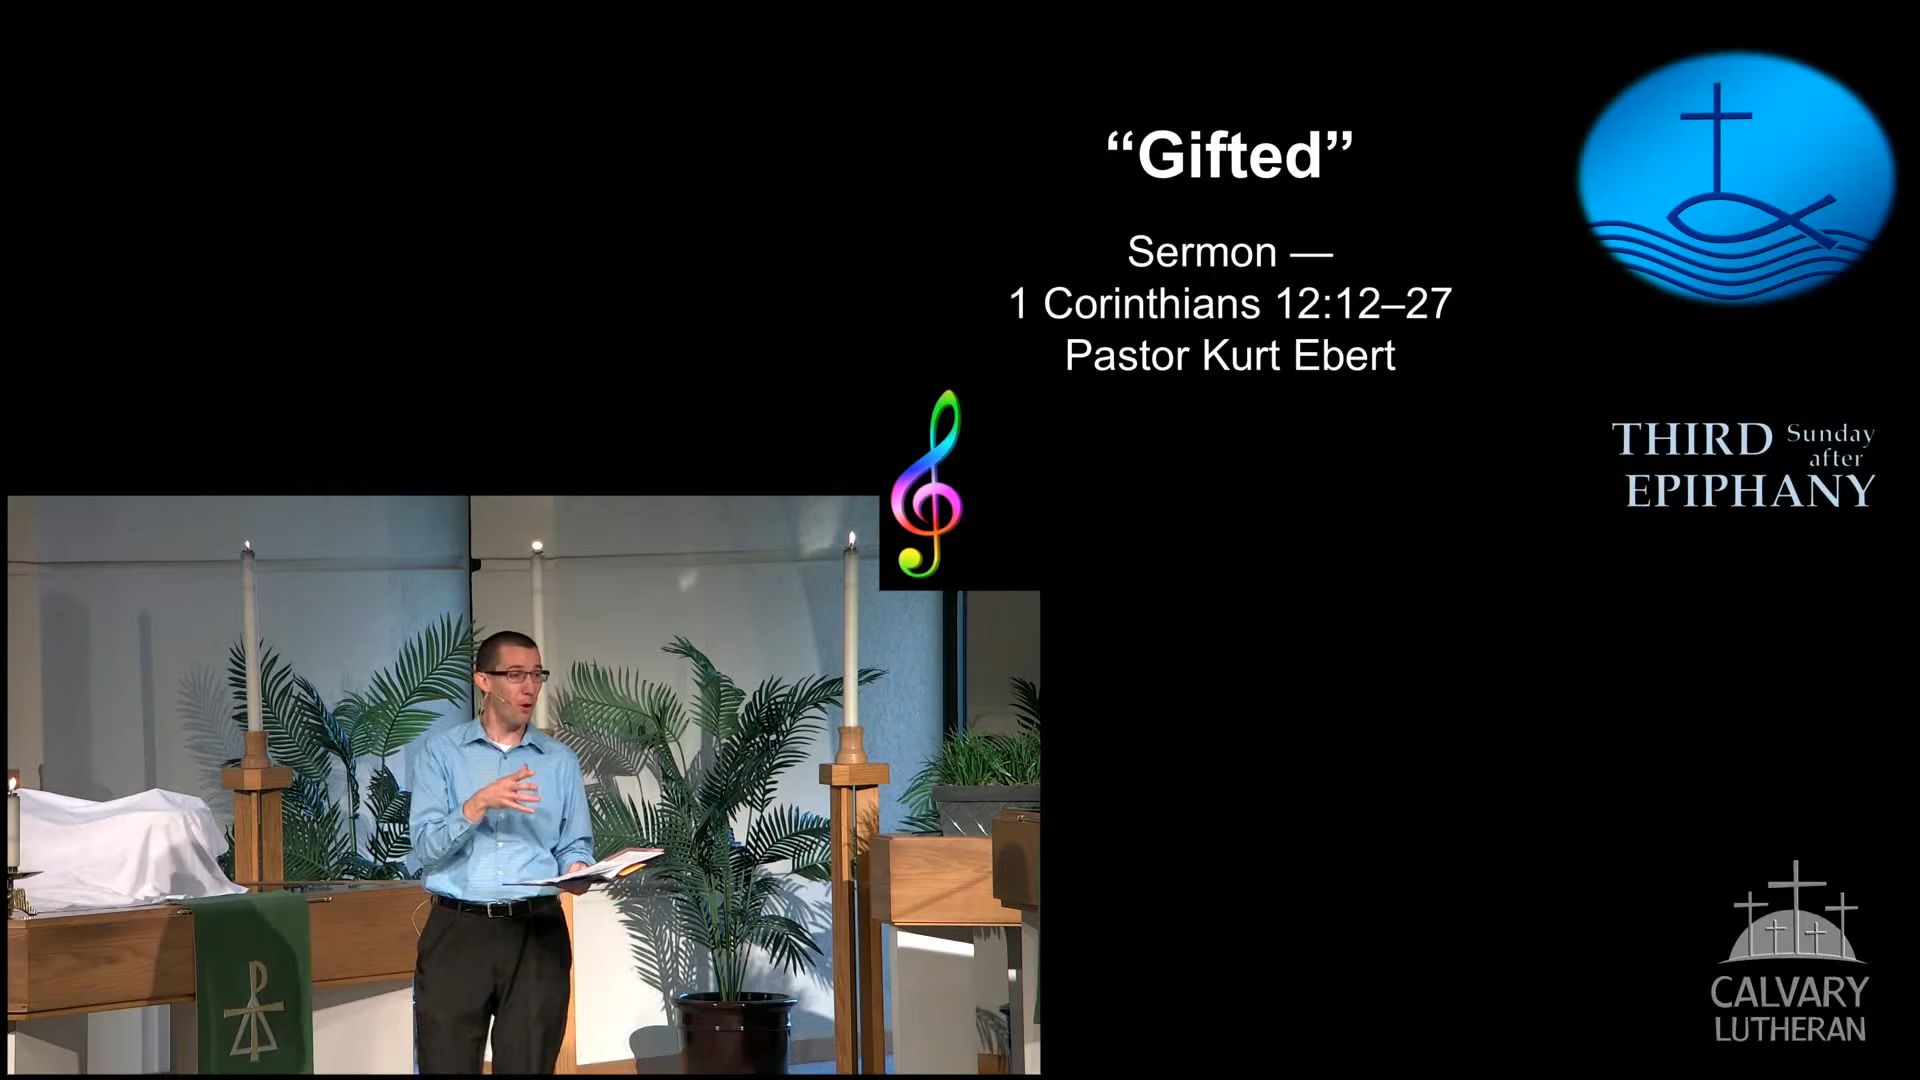 “Gifted”
Sermon —
1 Corinthians 12:12–27
Pastor Kurt Ebert
THIRD Sunday
after
EPIPHANY
CALVARY
LUTHERAN